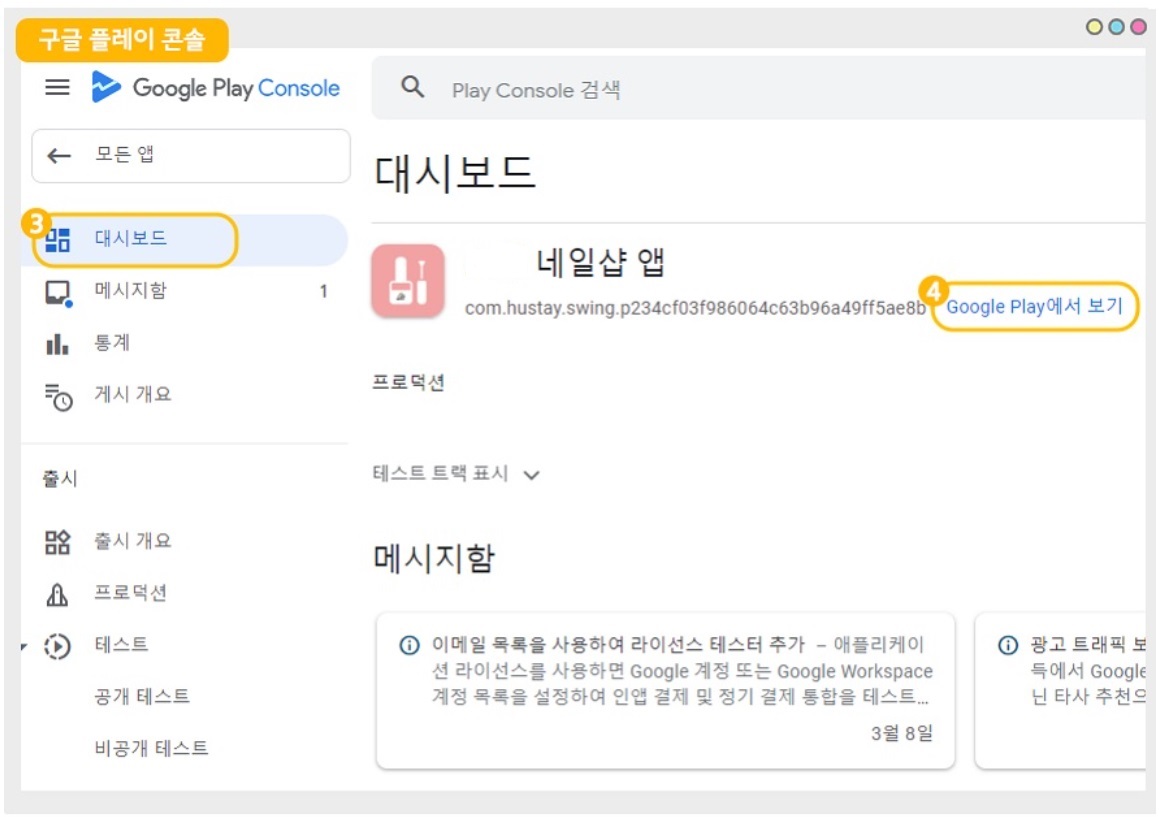 구글 플레이 콘솔
Google Play Console
Play Console 검색
모든 앱
대시보드
3
대시보드
메시지함 1
통계
게시 개요
출시
출시 개요
프로덕션
테스트
공개 테스트
비공개 테스트
네일샵 앱
com.hustay.swing.p234cf03f986064c63b96a49ff5ae8b
4
Google Play에서 보기
프로덕션
테스트 트랙 표시
메시지함
이메일 목록을 사용하여 라이선스 테스터 추가 – 애플리케이
션 라이선스를 사용하면 Google 계정 또는 Google Workspace
계정 목록을 설정하여 인앱 결제 및 정기 결제 통합을 테스트...
3월 8일
광고 트래픽 보
득에서 Google
닌 타사 추천으